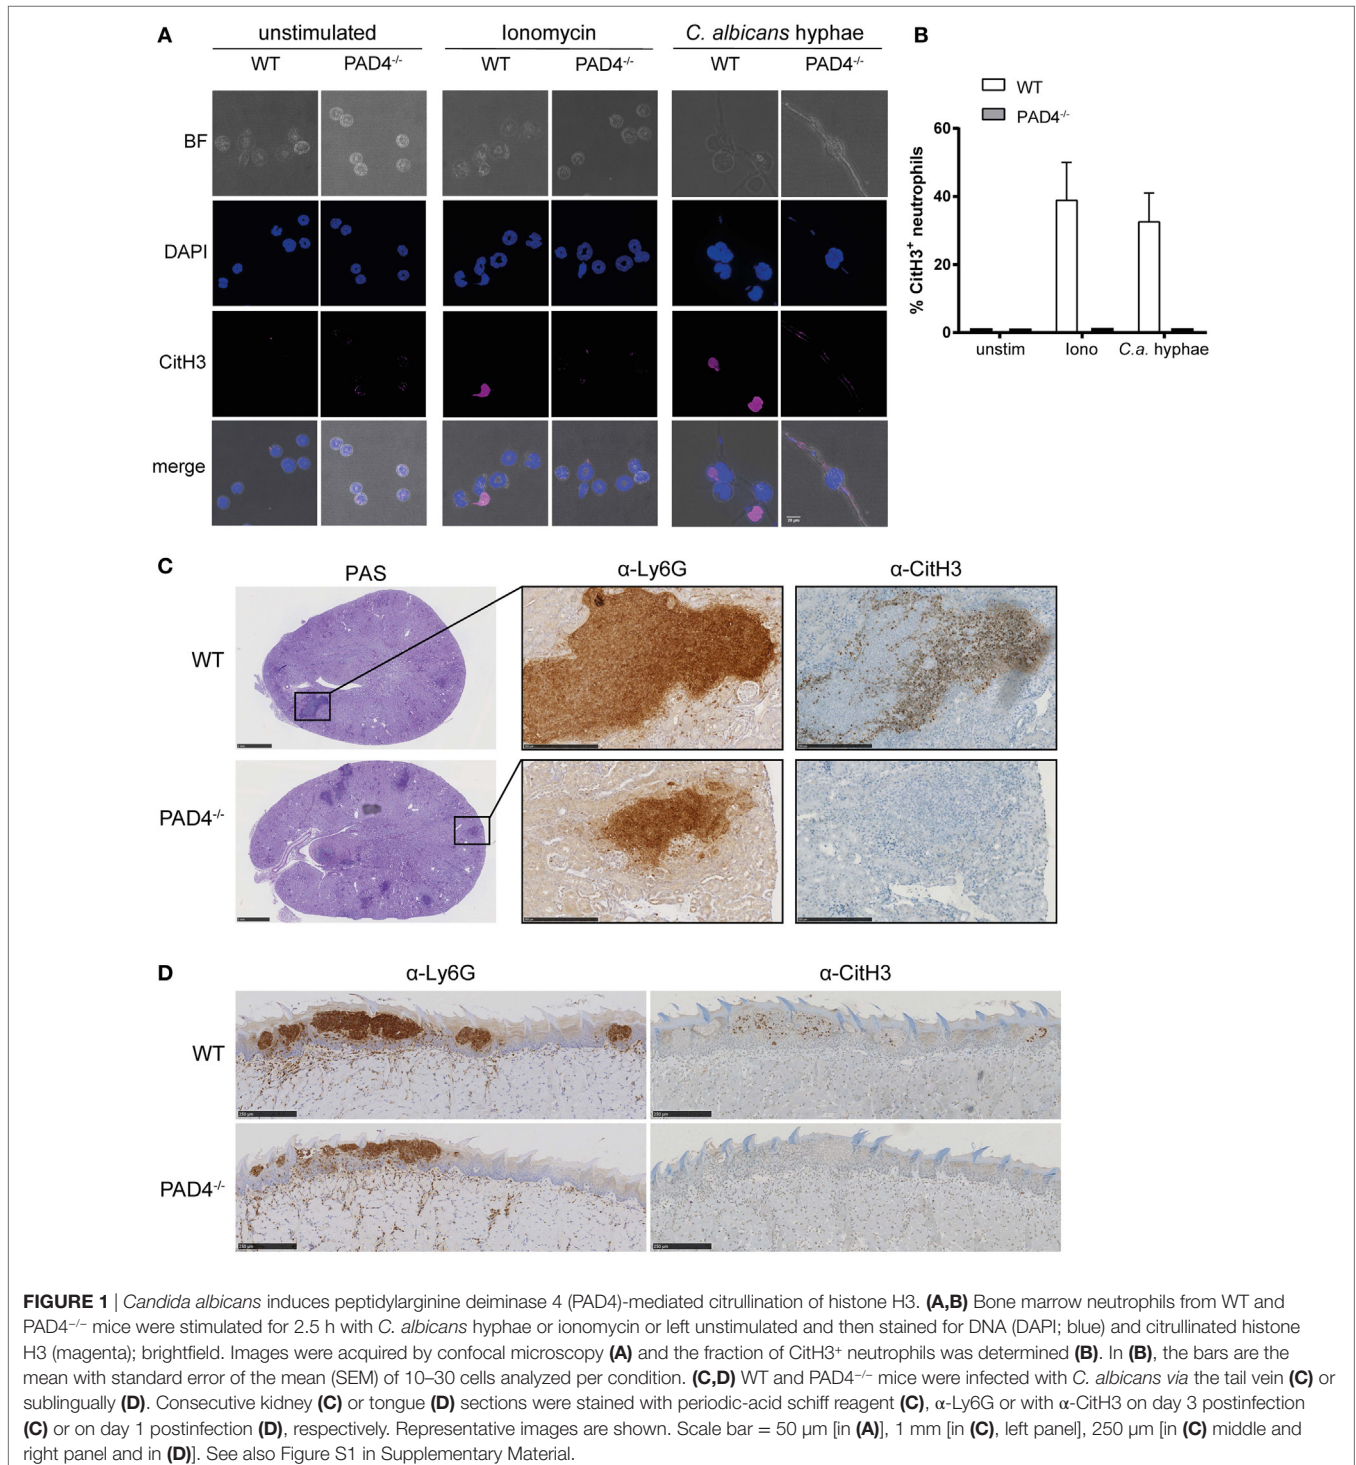 A
unstimulated
Ionomycin
C. albicans hyphae
WT
PAD4-/-
WT
PAD4-/-
WT
PAD4-/-
BF
DAPI
CitH3
merge
B
WT
PAD4-/-
% CitH3+ neutrophils
60
40
20
0
unstim
Iono
C.a. hyphae
C
PAS
α-Ly6G
α-CitH3
WT
PAD4-/-
D
α-Ly6G
α-CitH3
WT
250 µm
250 µm
PAD4-/-
250 µm
250 µm
FIGURE 1 | Candida albicans induces peptidylarginine deiminase 4 (PAD4)-mediated citrullination of histone H3. (A,B) Bone marrow neutrophils from WT and
PAD4−/− mice were stimulated for 2.5 h with C. albicans hyphae or ionomycin or left unstimulated and then stained for DNA (DAPI; blue) and citrullinated histone
H3 (magenta); brightfield. Images were acquired by confocal microscopy (A) and the fraction of CitH3+ neutrophils was determined (B). In (B), the bars are the
mean with standard error of the mean (SEM) of 10–30 cells analyzed per condition. (C,D) WT and PAD4−/− mice were infected with C. albicans via the tail vein (C) or
sublingually (D). Consecutive kidney (C) or tongue (D) sections were stained with periodic-acid schiff reagent (C), α-Ly6G or with α-CitH3 on day 3 postinfection
(C) or on day 1 postinfection (D), respectively. Representative images are shown. Scale bar = 50 µm [in (A)], 1 mm [in (C), left panel], 250 µm [in (C) middle and
right panel and in (D)]. See also Figure S1 in Supplementary Material.